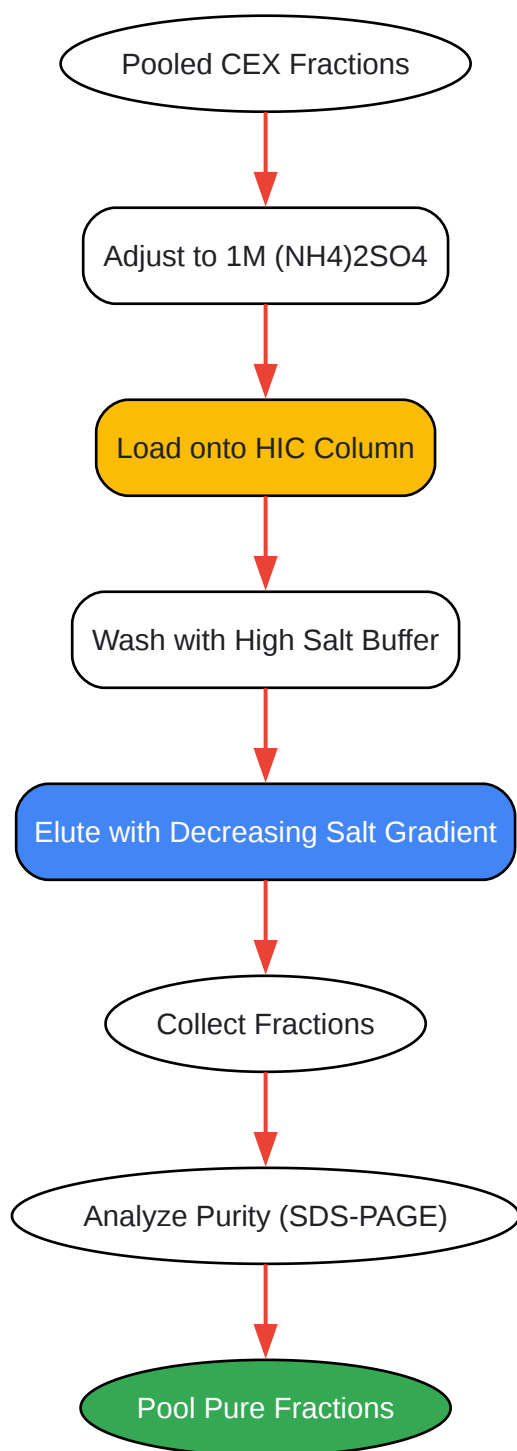 Pooled CEX Fractions
Adjust to 1M (NH4)2SO4
Load onto HIC Column
Wash with High Salt Buffer
Elute with Decreasing Salt Gradient
Collect Fractions
Analyze Purity (SDS-PAGE)
Pool Pure Fractions